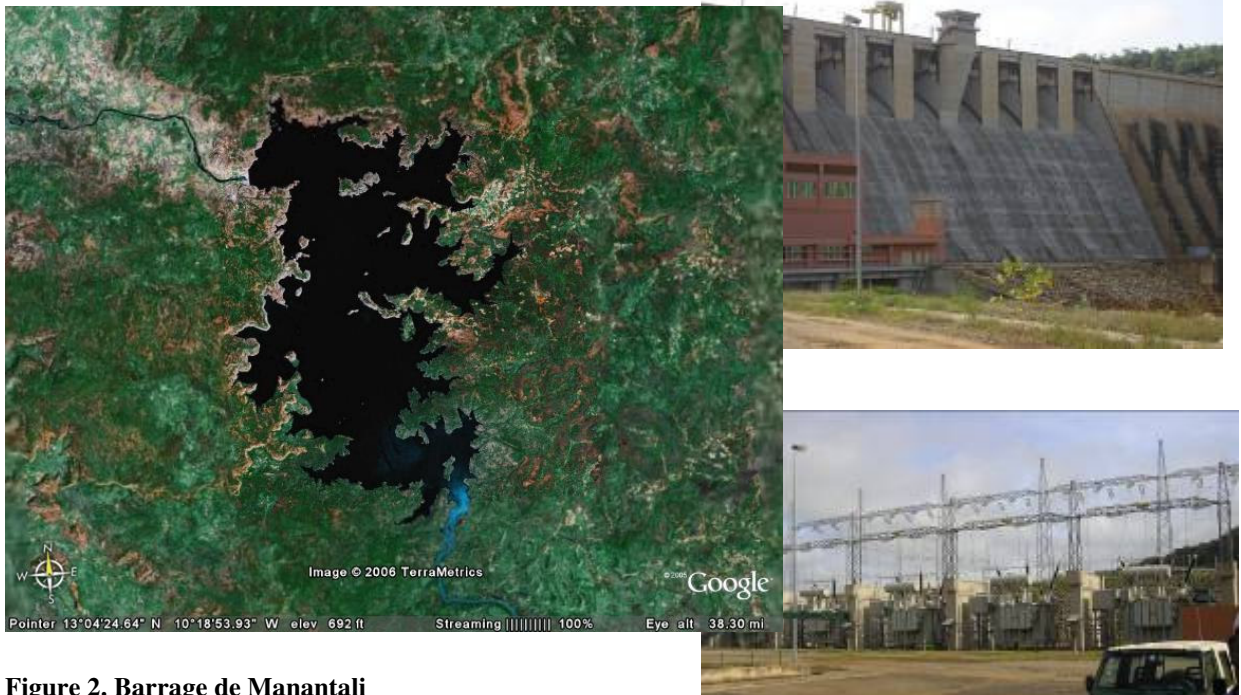 N
W E
S
Image © 2006 TerraMetrics
© 2005 Google
Pointer 13°04'24.64" N 10°18'53.93" W elev 692 ft Streaming |||||||||| 100% Eye alt 38.30 mi
Figure 2. Barrage de Manantali